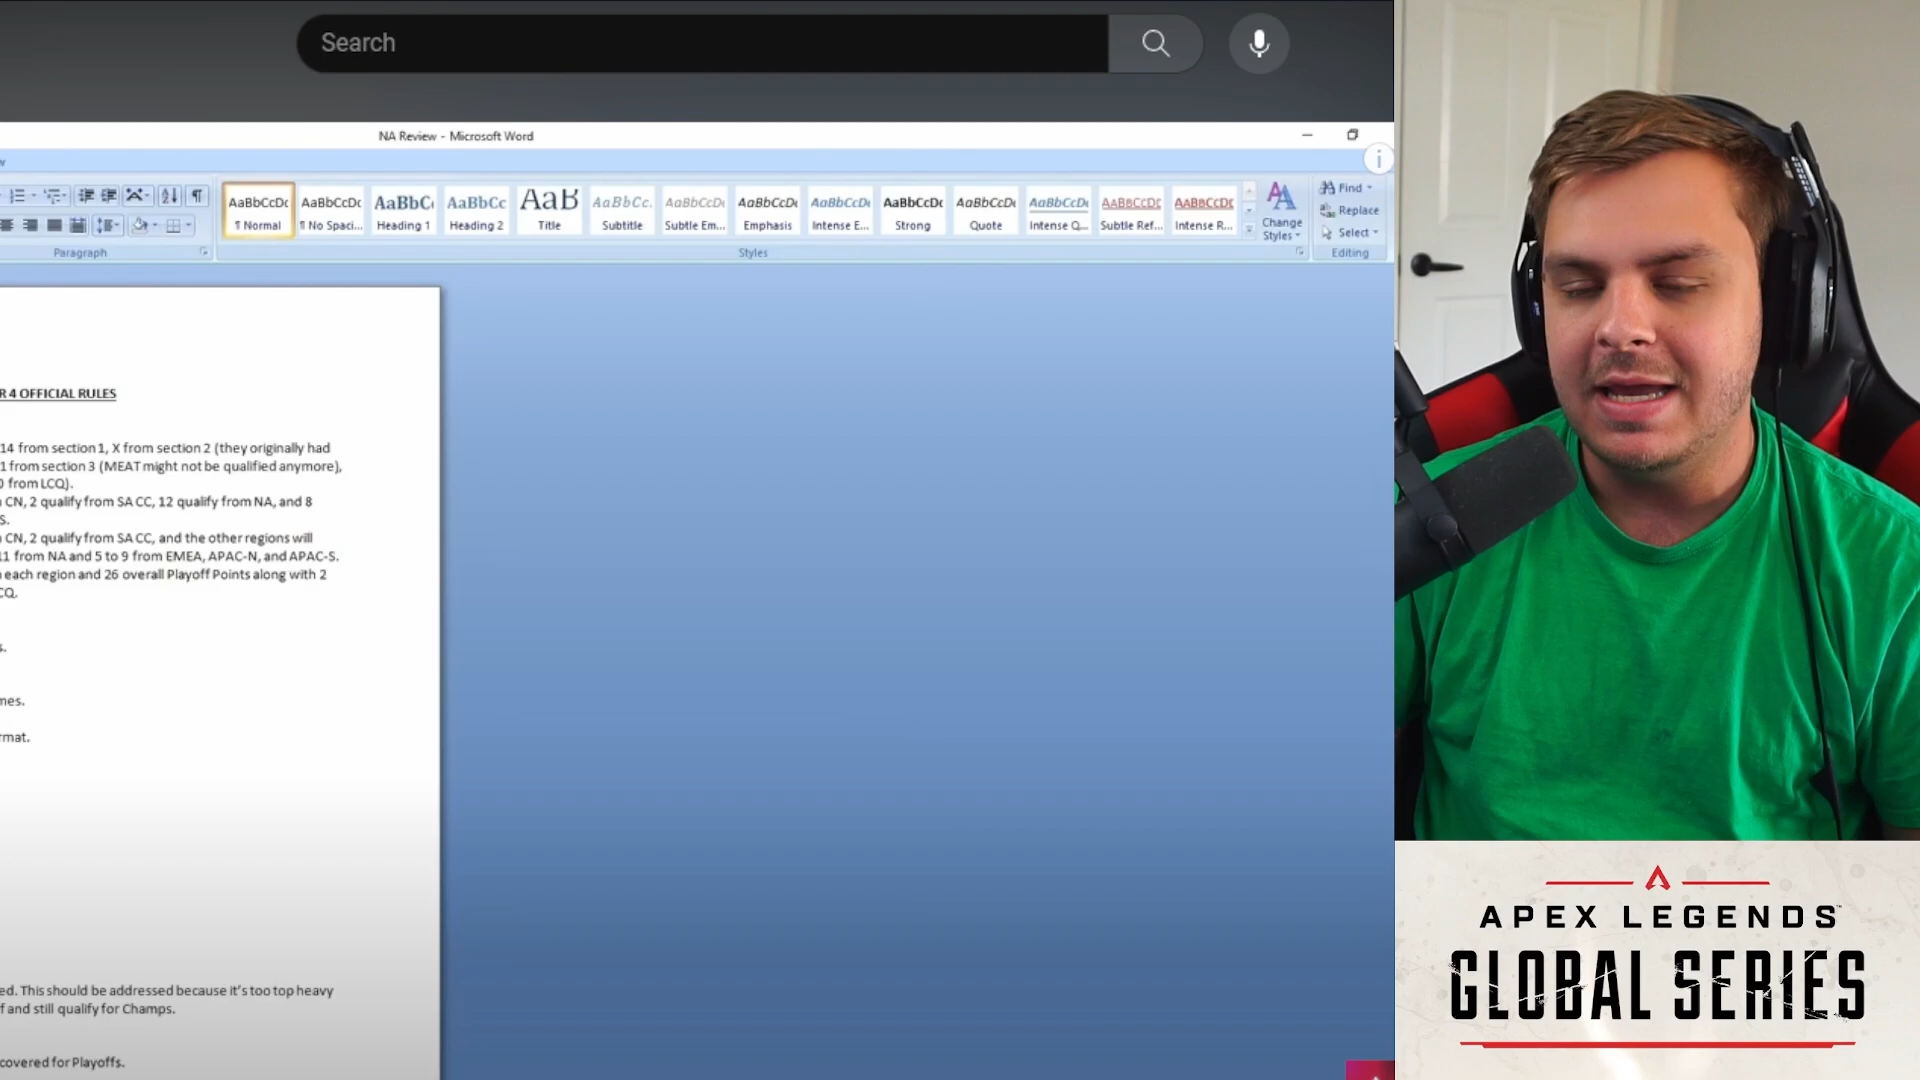 Search
NA Review - Microsoft Word
AaBbCcDc AaBbCcDc AaBbC AaBbCc AaB AaBbCc. AaBbCcDc AaBbCcDc AaBbCcDc AaBbCcDc AaBbCcDc AaBbCcDc AABBCCDC AABBCCDC
¶ Normal ¶ No Spaci... Heading 1 Heading 2 Title Subtitle Subtle Em... Emphasis Intense E... Strong Quote Intense Q... Subtle Ref... Intense R...
Change
Styles
Find
Replace
Select
Paragraph Styles Editing
R 4 OFFICIAL RULES
14 from section 1, X from section 2 (they originally had
1 from section 3 (MEAT might not be qualified anymore),
0 from LCQ).
CN, 2 qualify from SA CC, 12 qualify from NA, and 8
S.
CN, 2 qualify from SA CC, and the other regions will
11 from NA and 5 to 9 from EMEA, APAC-N, and APAC-S.
each region and 26 overall Playoff Points along with 2
CQ.
s.
mes.
rmat.
ed. This should be addressed because it's too top heavy
f and still qualify for Champs.
covered for Playoffs.
APEX LEGENDS™
GLOBAL SERIES